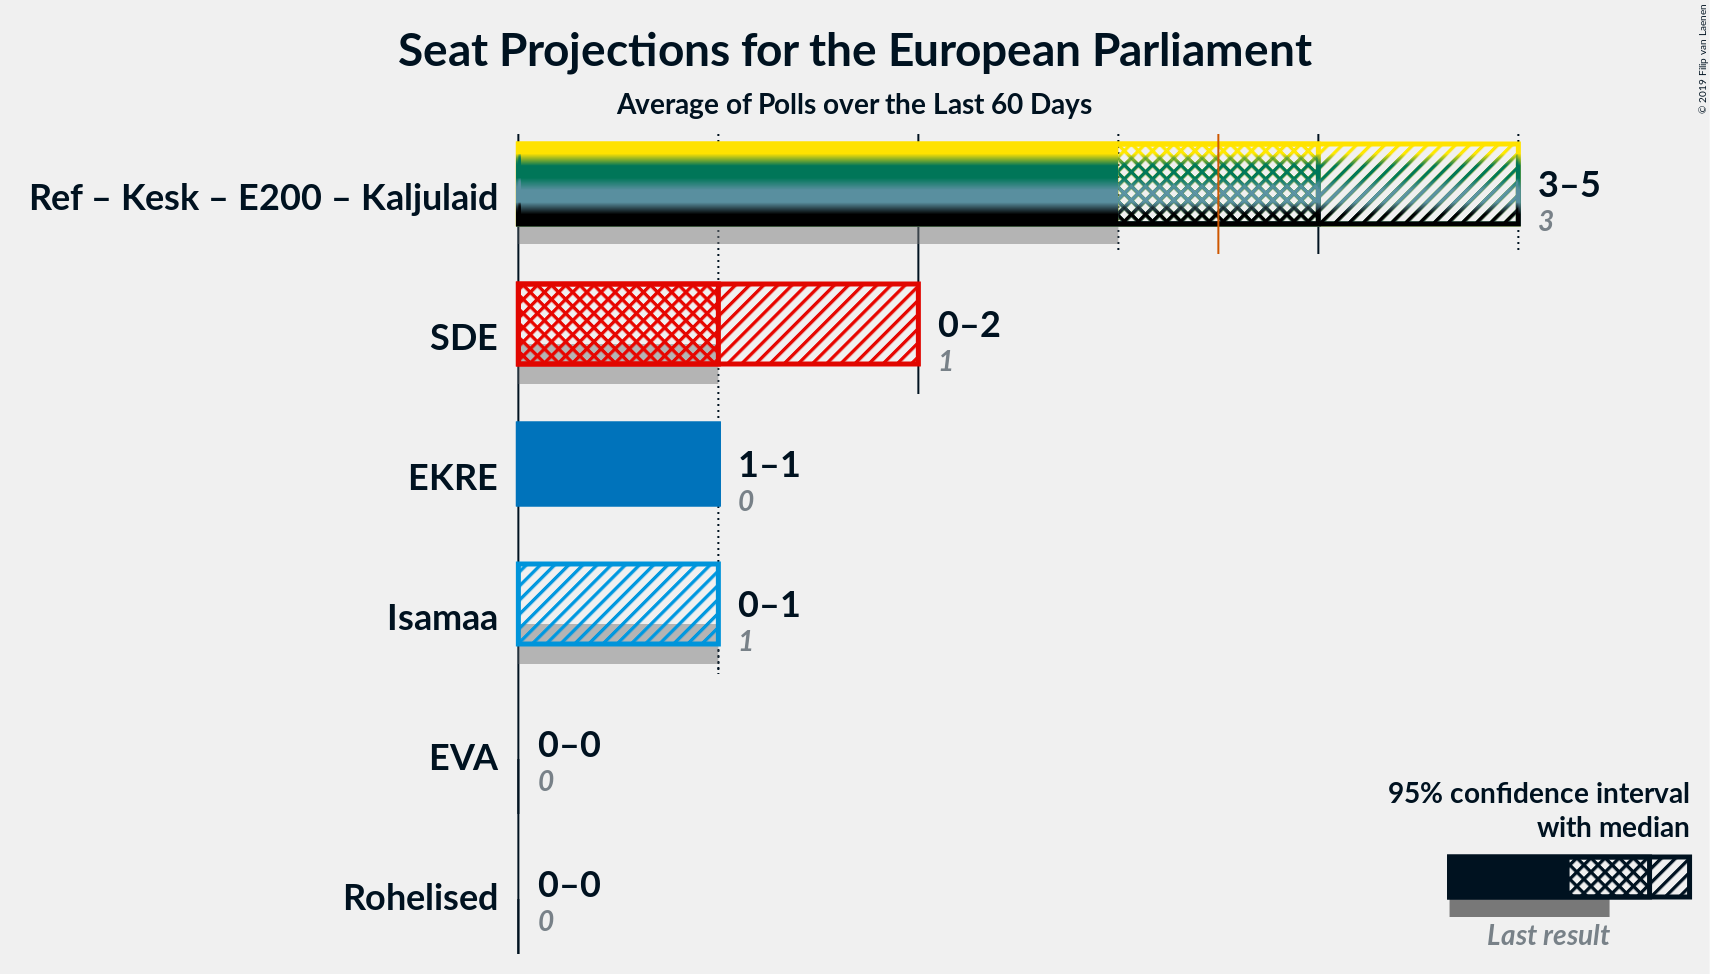 Seat Projections for the European Parliament
Average of Polls over the Last 60 Days
© 2019 Filip van Laenen
Ref – Kesk – E200 – Kaljulaid
3–5
3
SDE
0–2
1
EKRE
1–1
0
Isamaa
0–1
1
EVA
0–0
0
Rohelised
0–0
0
95% confidence interval
with median
Last result